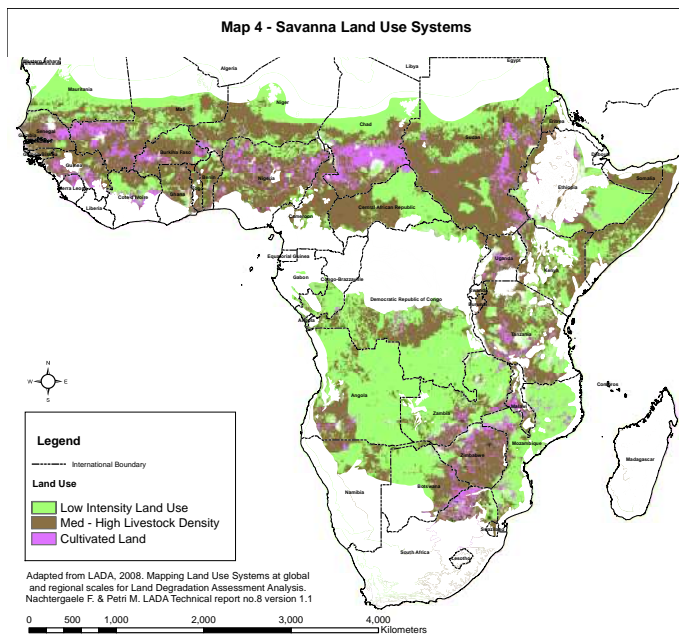 Map 4 - Savanna Land Use Systems
Libya
Egypt
Algeria
Mauritania
Mali
Niger
Chad
Sudan
Eritrea
Senegal
Burkina Faso
Guinea
Nigeria
Ethiopia
Somalia
Sierra Leone
Liberia
Cote d'Ivoire
Ghana
Central African Republic
Cameroon
Equatorial Guinea
Uganda
Kenya
Gabon
Congo-Brazzaville
Democratic Republic of Congo
Tanzania
Comoros
Angola
Zambia
Mozambique
Zimbabwe
Madagascar
Namibia
Botswana
Swaziland
South Africa
Lesotho
N
W E
S
Legend
International Boundary
Land Use
Low Intensity Land Use
Med - High Livestock Density
Cultivated Land
Adapted from LADA, 2008. Mapping Land Use Systems at global
and regional scales for Land Degradation Assessment Analysis.
Nachtergaele F. & Petri M. LADA Technical report no.8 version 1.1
0 500 1,000 2,000 3,000 4,000
Kilometers